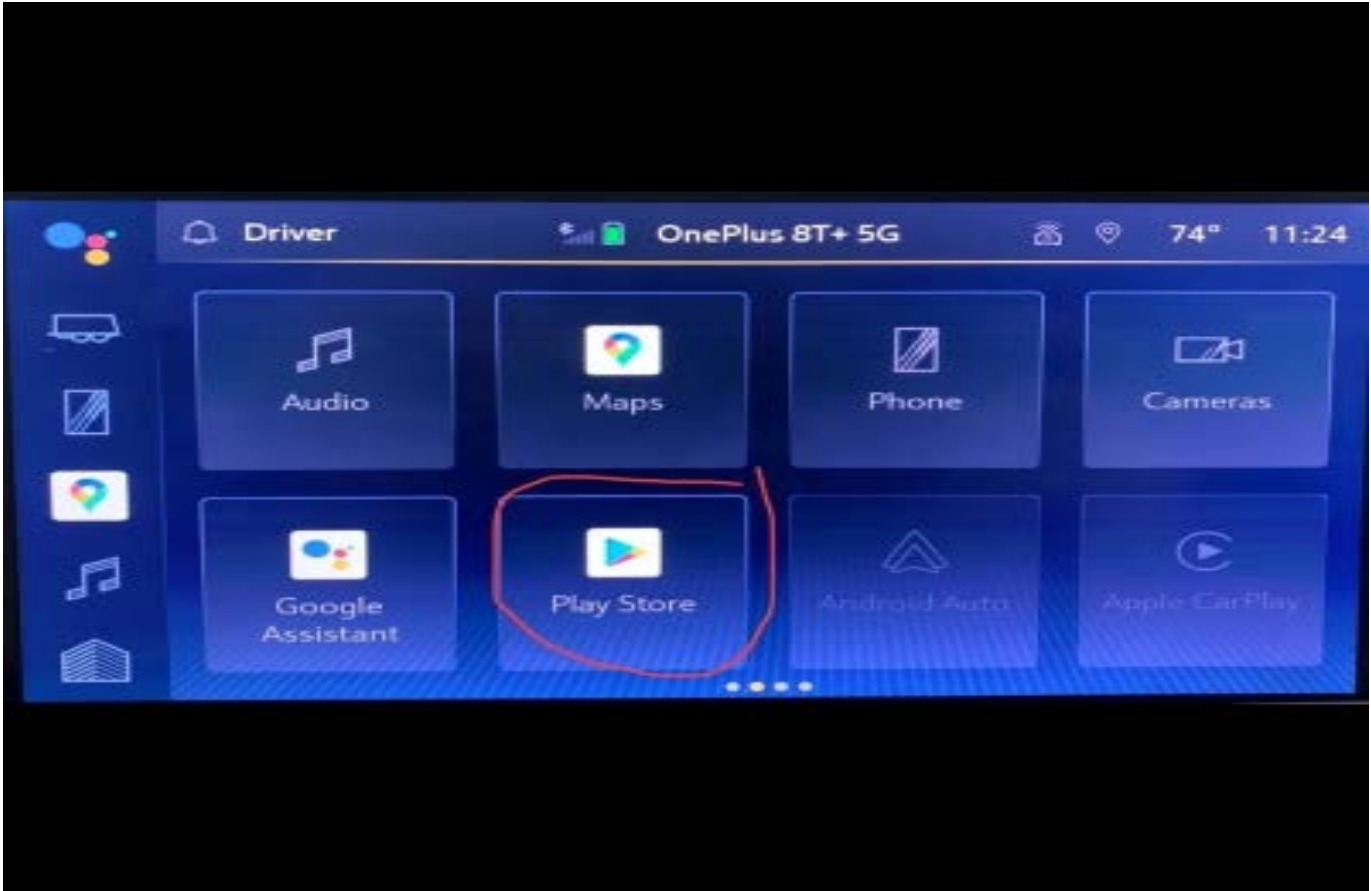 Driver OnePlus 8T+ 5G 74° 11:24
Audio Maps Phone Cameras
Google Assistant Play Store Android Auto Apple CarPlay